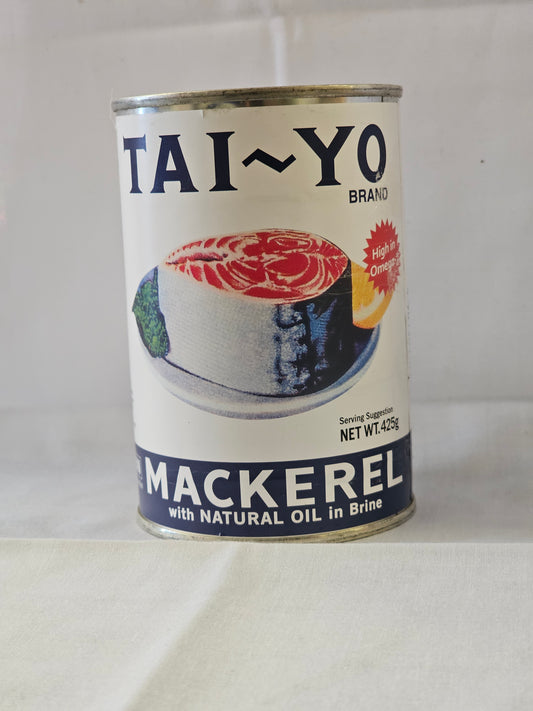 TAI~YO
BRAND
High in
Omega
Serving Suggestion
NET WT. 425g
MACKEREL
with NATURAL OIL in Brine